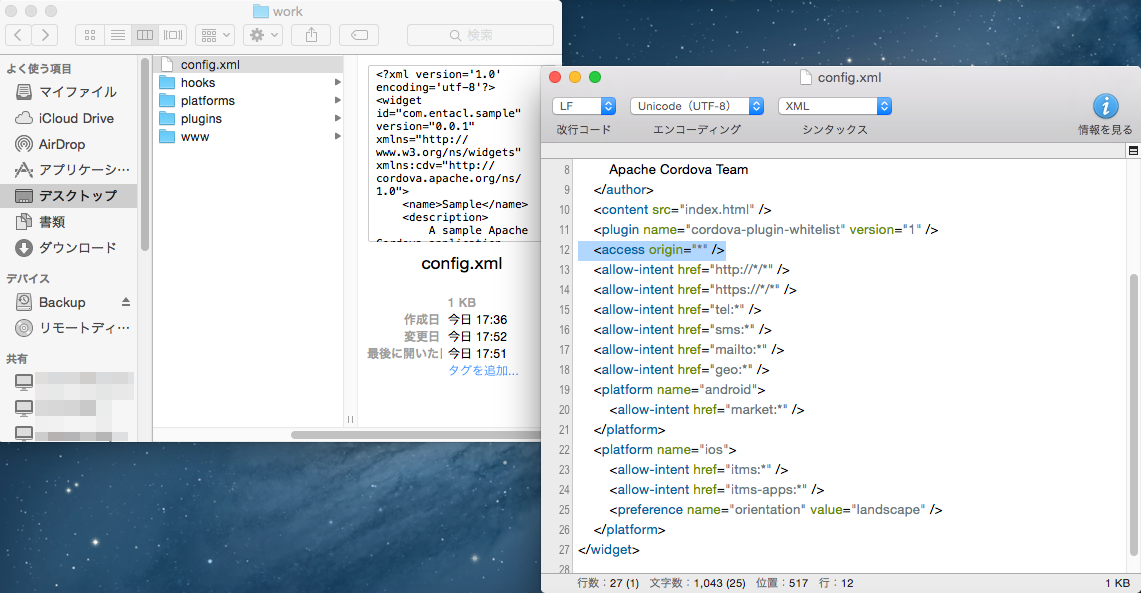 work
検索
よく使う項目
マイファイル
iCloud Drive
AirDrop
アプリケーシ…
デスクトップ
書類
ダウンロード
デバイス
Backup
リモートディ…
共有
config.xml
hooks
platforms
plugins
www
<?xml version='1.0'
encoding='utf-8'?>
<widget
id="com.entacl.sample"
version="0.0.1"
xmlns="http://
www.w3.org/ns/widgets"
xmlns:cdv="http://
cordova.apache.org/ns/
1.0">
<name>Sample</name>
<description>
A sample Apache
Cordova application
config.xml
1 KB
作成日 今日 17:36
変更日 今日 17:52
最後に開いた 今日 17:51
タグを追加...
config.xml
LF
Unicode（UTF-8）
XML
改行コード
エンコーディング
シンタックス
情報を見る
8 Apache Cordova Team
9 </author>
10 <content src="index.html" />
11 <plugin name="cordova-plugin-whitelist" version="1" />
12 <access origin="*" />
13 <allow-intent href="http://*/*" />
14 <allow-intent href="https://*/*" />
15 <allow-intent href="tel:*" />
16 <allow-intent href="sms:*" />
17 <allow-intent href="mailto:*" />
18 <allow-intent href="geo:*" />
19 <platform name="android">
20 <allow-intent href="market:*" />
21 </platform>
22 <platform name="ios">
23 <allow-intent href="itms:*" />
24 <allow-intent href="itms-apps:*" />
25 <preference name="orientation" value="landscape" />
26 </platform>
27 </widget>
28
行数：27 (1) 文字数：1,043 (25) 位置：517 行：12
1 KB